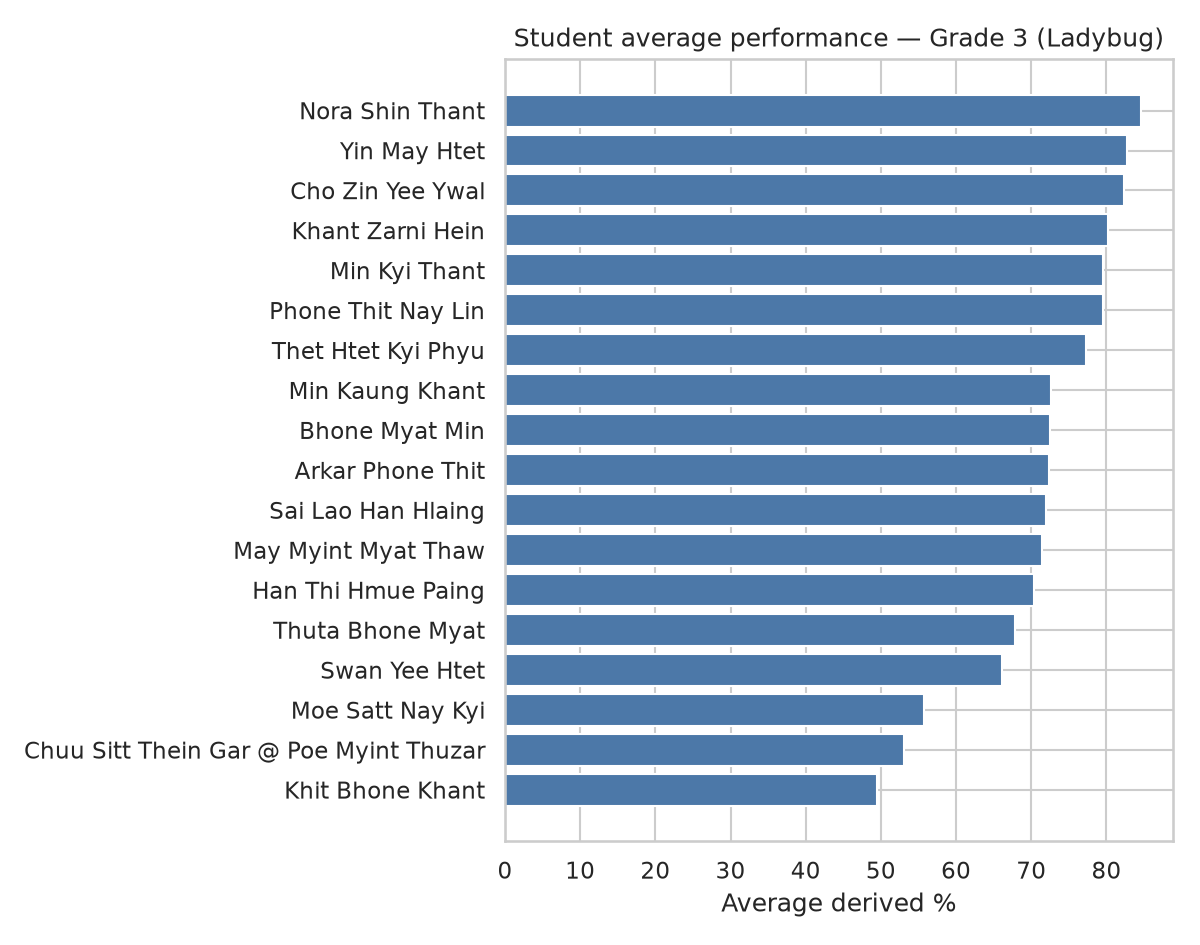 Student average performance — Grade 3 (Ladybug)
Nora Shin Thant
Yin May Htet
Cho Zin Yee Ywal
Khant Zarni Hein
Min Kyi Thant
Phone Thit Nay Lin
Thet Htet Kyi Phyu
Min Kaung Khant
Bhone Myat Min
Arkar Phone Thit
Sai Lao Han Hlaing
May Myint Myat Thaw
Han Thi Hmue Paing
Thuta Bhone Myat
Swan Yee Htet
Moe Satt Nay Kyi
Chuu Sitt Thein Gar @ Poe Myint Thuzar
Khit Bhone Khant
0 10 20 30 40 50 60 70 80
Average derived %